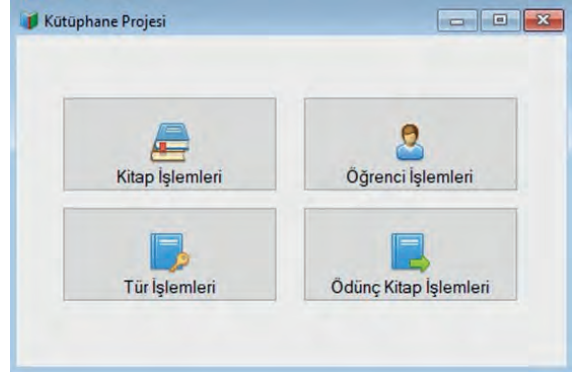 Kütüphane Projesi
Kitap İşlemleri
Öğrenci İşlemleri
Tür İşlemleri
Ödünç Kitap İşlemleri